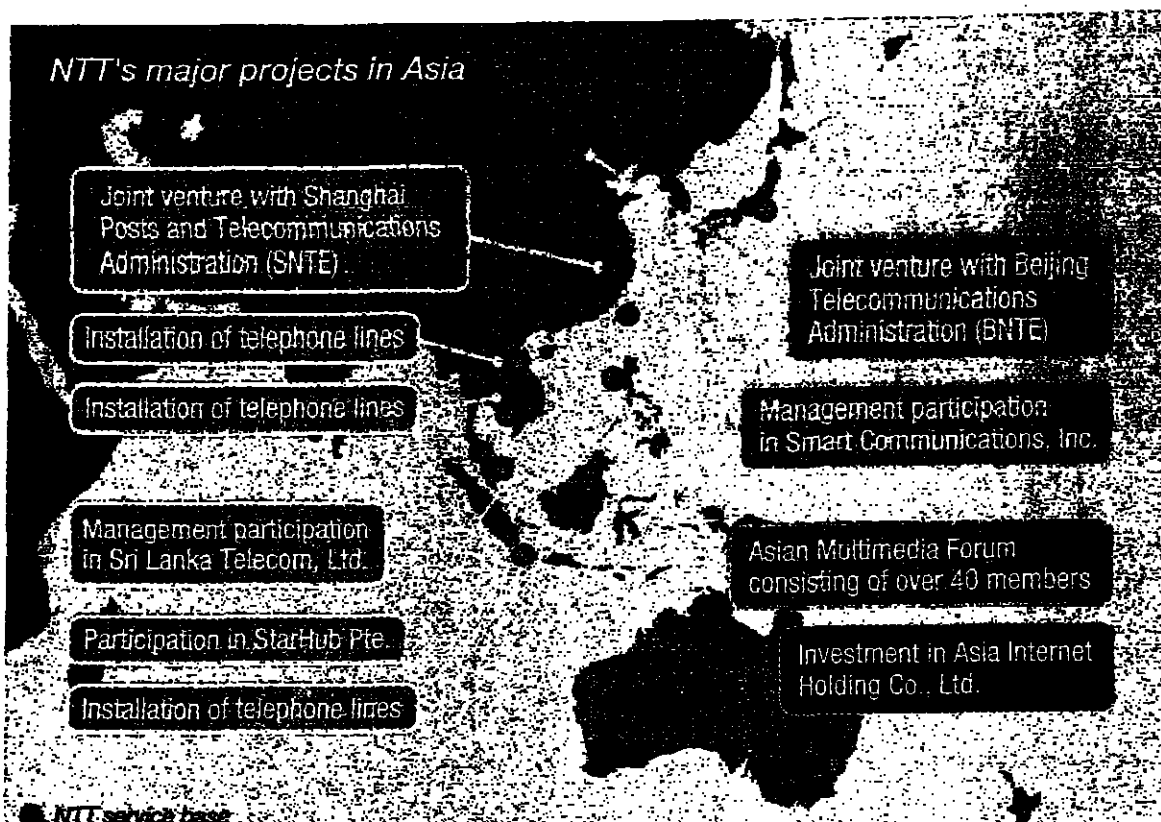 NTT's major projects in Asia
Joint venture with Shanghai
Posts and Telecommunications
Administration (SNTE)
Installation of telephone lines
Installation of telephone lines
Management participation
in Sri Lanka Telecom, Ltd.
Participation in StarHub Pte.
Installation of telephone lines
Joint venture with Beijing
Telecommunications
Administration (BNTE)
Management participation
in Smart Communications, Inc.
Asian Multimedia Forum
consisting of over 40 members
Investment in Asia Internet
Holding Co., Ltd.
NTT service base